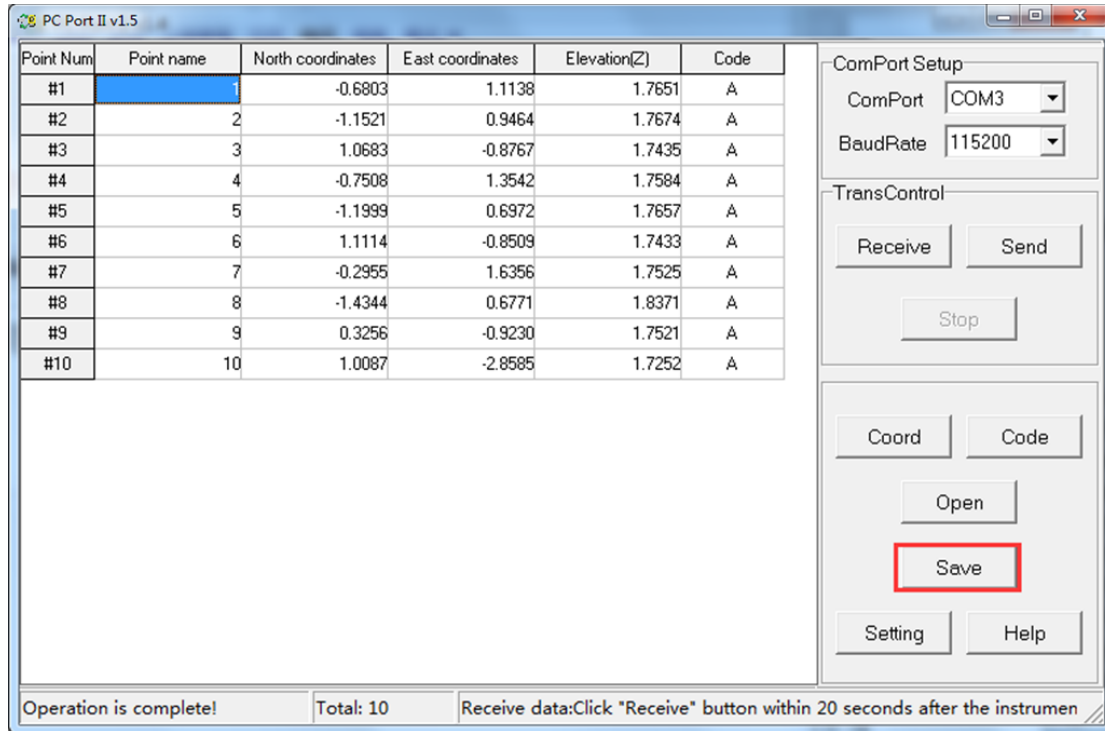 PC Port II v1.5
Point Num Point name North coordinates East coordinates Elevation(Z) Code
#1 1 -0.6803 1.1138 1.7651 A
#2 2 -1.1521 0.9464 1.7674 A
#3 3 1.0683 -0.8767 1.7435 A
#4 4 -0.7508 1.3542 1.7584 A
#5 5 -1.1999 0.6972 1.7657 A
#6 6 1.1114 -0.8509 1.7433 A
#7 7 -0.2955 1.6356 1.7525 A
#8 8 -1.4344 0.6771 1.8371 A
#9 9 0.3256 -0.9230 1.7521 A
#10 10 1.0087 -2.8585 1.7252 A
ComPort Setup
ComPort COM3
BaudRate 115200
TransControl
Receive Send
Stop
Coord Code
Open
Save
Setting Help
Operation is complete! Total: 10 Receive data:Click "Receive" button within 20 seconds after the instrumen